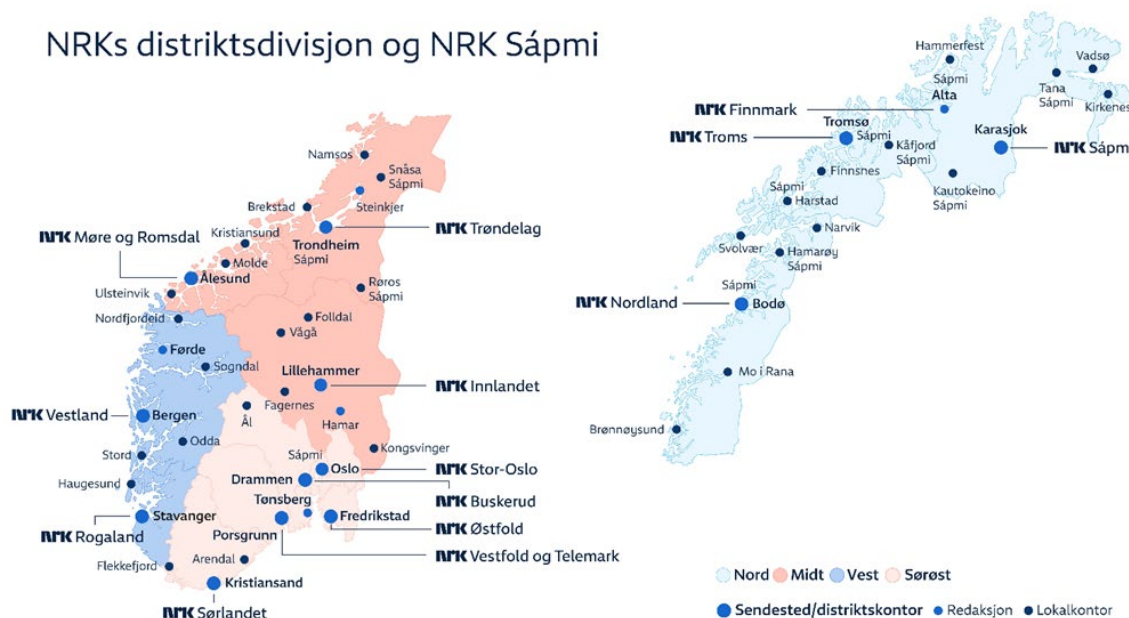 NRKs distriktsdivisjon og NRK Sápmi
Namsos
Snåsa
Sápmi
Brekstad
Steinkjer
NRK Trøndelag
Kristiansund
NRK Møre og Romsdal
Trondheim
Sápmi
Molde
Ålesund
Ulsteinvik
Røros
Sápmi
Nordfjordeid
Folldal
Vågå
Førde
Sogndal
Lillehammer
NRK Innlandet
Fagernes
Ål
Hamar
NRK Vestland
Bergen
Odda
Kongsvinger
Stord
Sápmi
Oslo
NRK Stor-Oslo
Haugesund
Drammen
NRK Buskerud
Tønsberg
Stavanger
Fredrikstad
NRK Østfold
NRK Rogaland
Porsgrunn
NRK Vestfold og Telemark
Flekkefjord
Arendal
Kristiansand
NRK Sørlandet
Hammerfest
Vadsø
Sápmi
Alta
Tana
Sápmi
Kirkenes
NRK Finnmark
NRK Troms
Tromsø
Sápmi
Karasjok
NRK Sápmi
Kåfjord
Sápmi
Finnsnes
Kautokeino
Sápmi
Sápmi
Harstad
Narvik
Svolvær
Hamarøy
Sápmi
Sápmi
NRK Nordland
Bodø
Mo i Rana
Brønnøysund
Nord Midt Vest Sørøst
Sendested/distriktskontor Redaksjon Lokalkontor